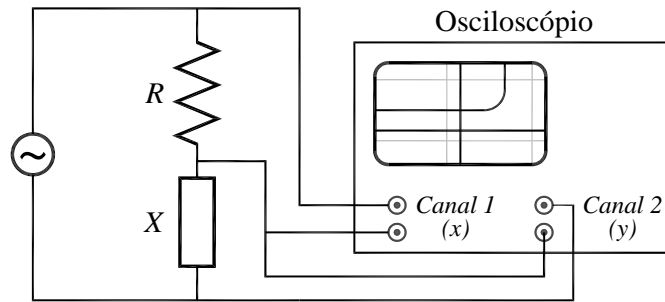 Osciloscópio
R
X
Canal 1
(x)
Canal 2
(y)